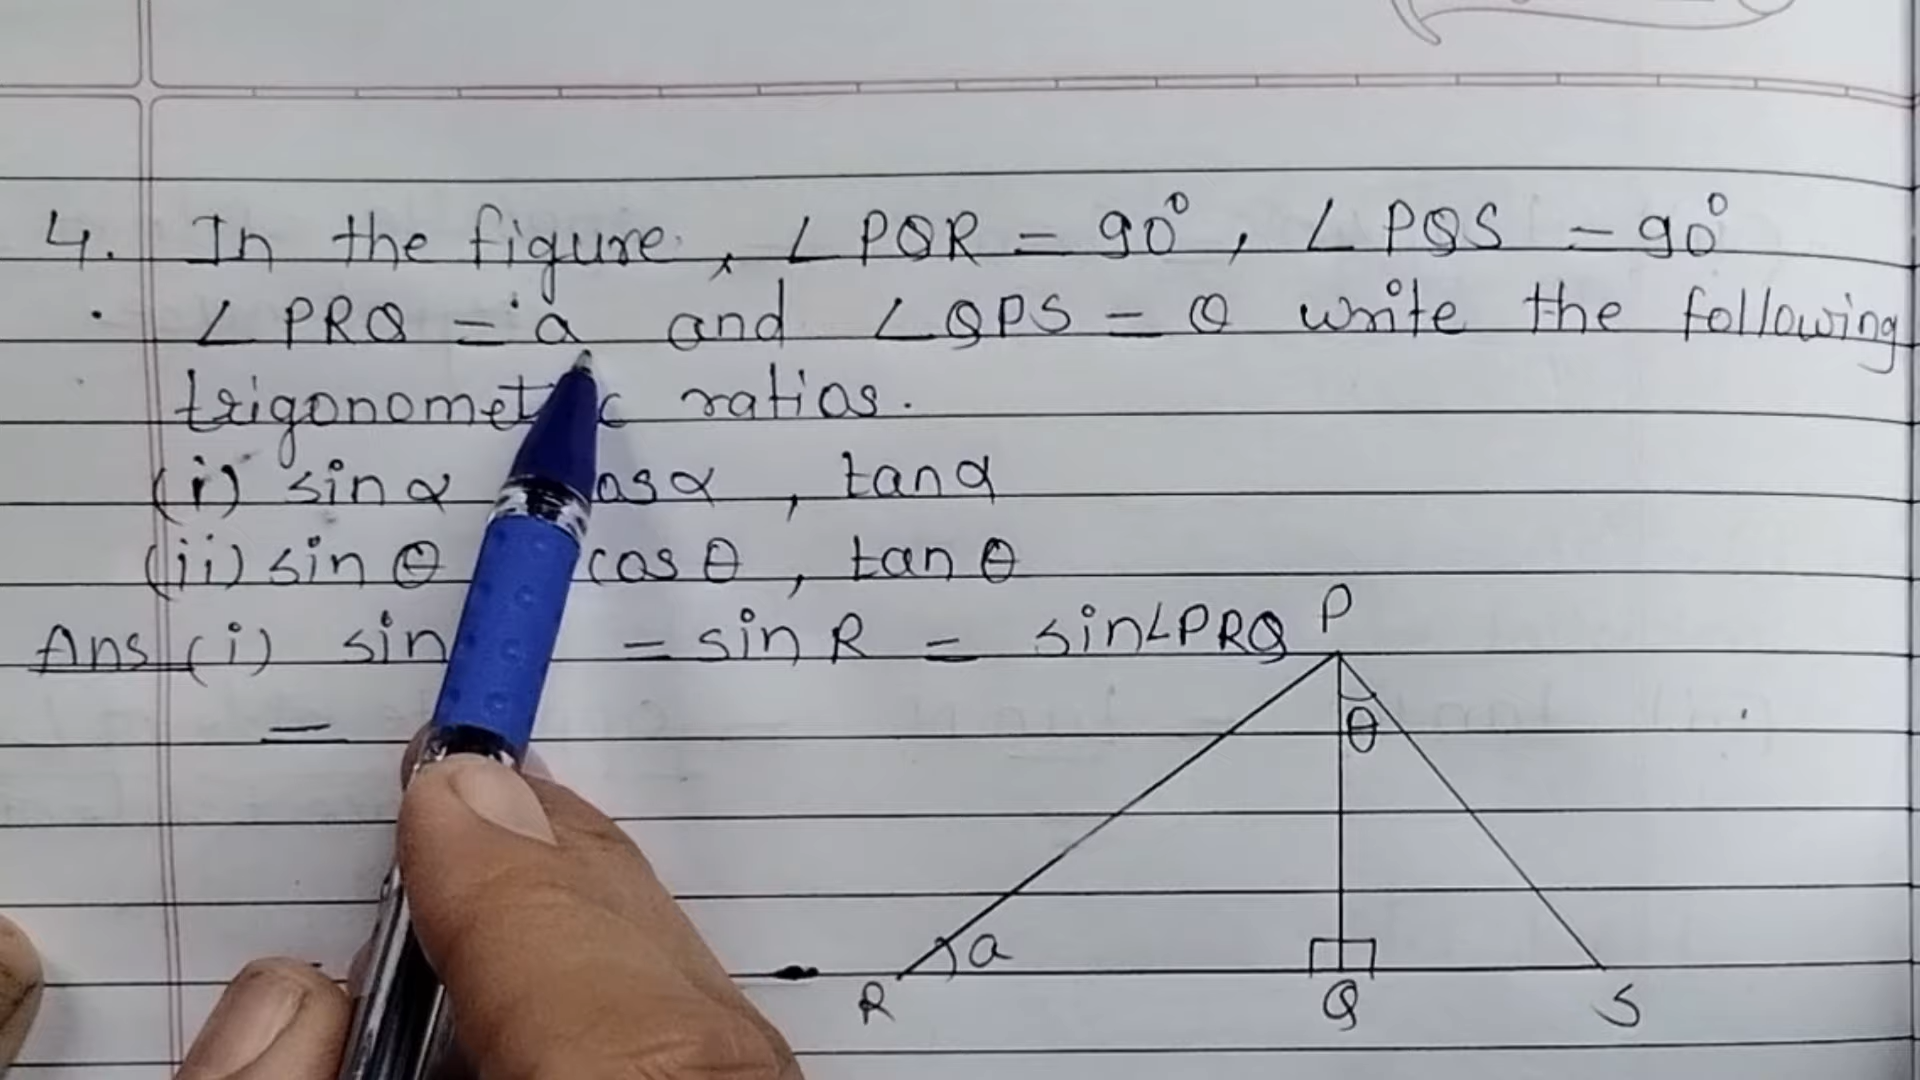 4. In the figure, ∠PQR = 90°, ∠PQS = 90°
∠PRQ = a and ∠QPS = θ write the following
ratios.
(i) sin α α, tan α
(ii) sin θ cos θ, tan θ
Ans (i) sin = sin R = sin∠PRQ
=
P
θ
a
R Q S